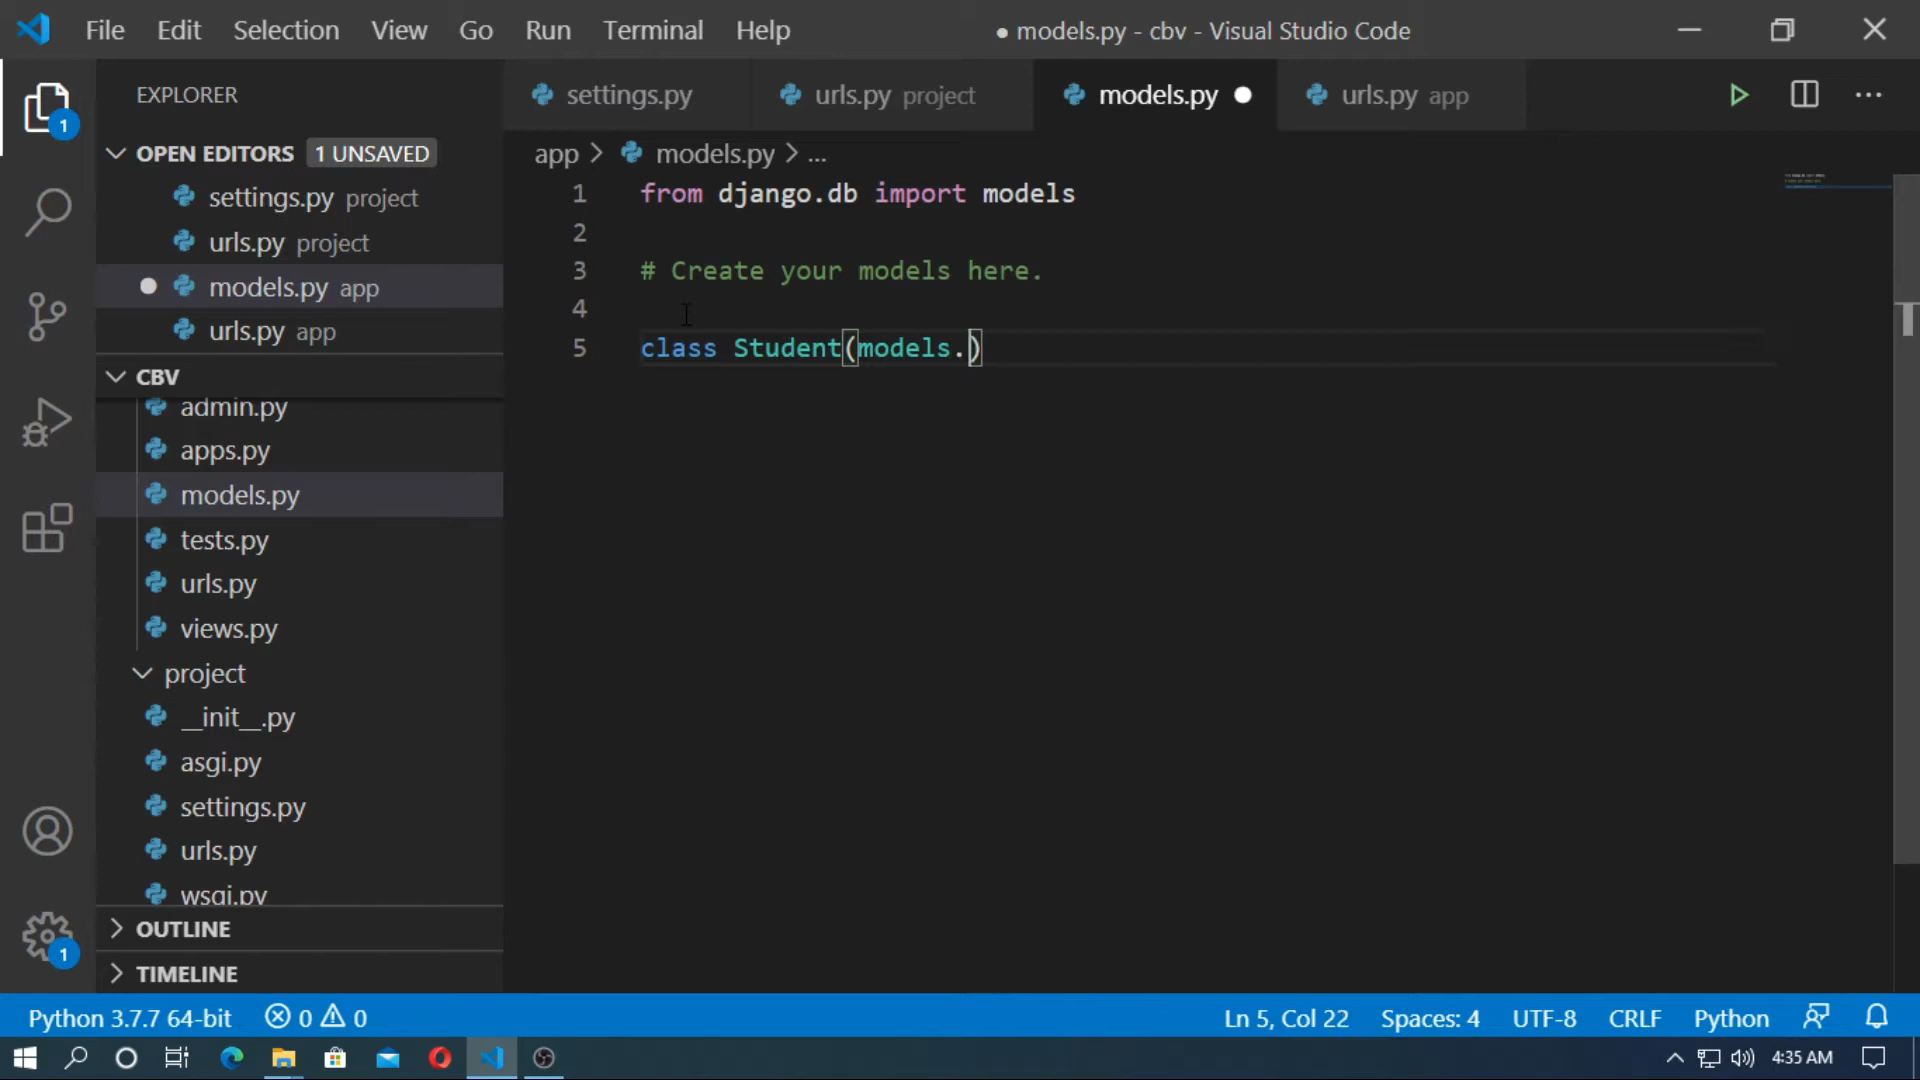 File Edit Selection View Go Run Terminal Help ● models.py - cbv - Visual Studio Code
EXPLORER
1
OPEN EDITORS 1 UNSAVED
settings.py project
urls.py project
models.py app
urls.py app
CBV
admin.py
apps.py
models.py
tests.py
urls.py
views.py
project
__init__.py
asgi.py
settings.py
urls.py
wsgi.py
OUTLINE
TIMELINE
1
settings.py urls.py project models.py ● urls.py app
app > models.py > ...
1 from django.db import models
2
3 # Create your models here.
4
5 class Student(models.)
Python 3.7.7 64-bit 0 0 Ln 5, Col 22 Spaces: 4 UTF-8 CRLF Python
4:35 AM